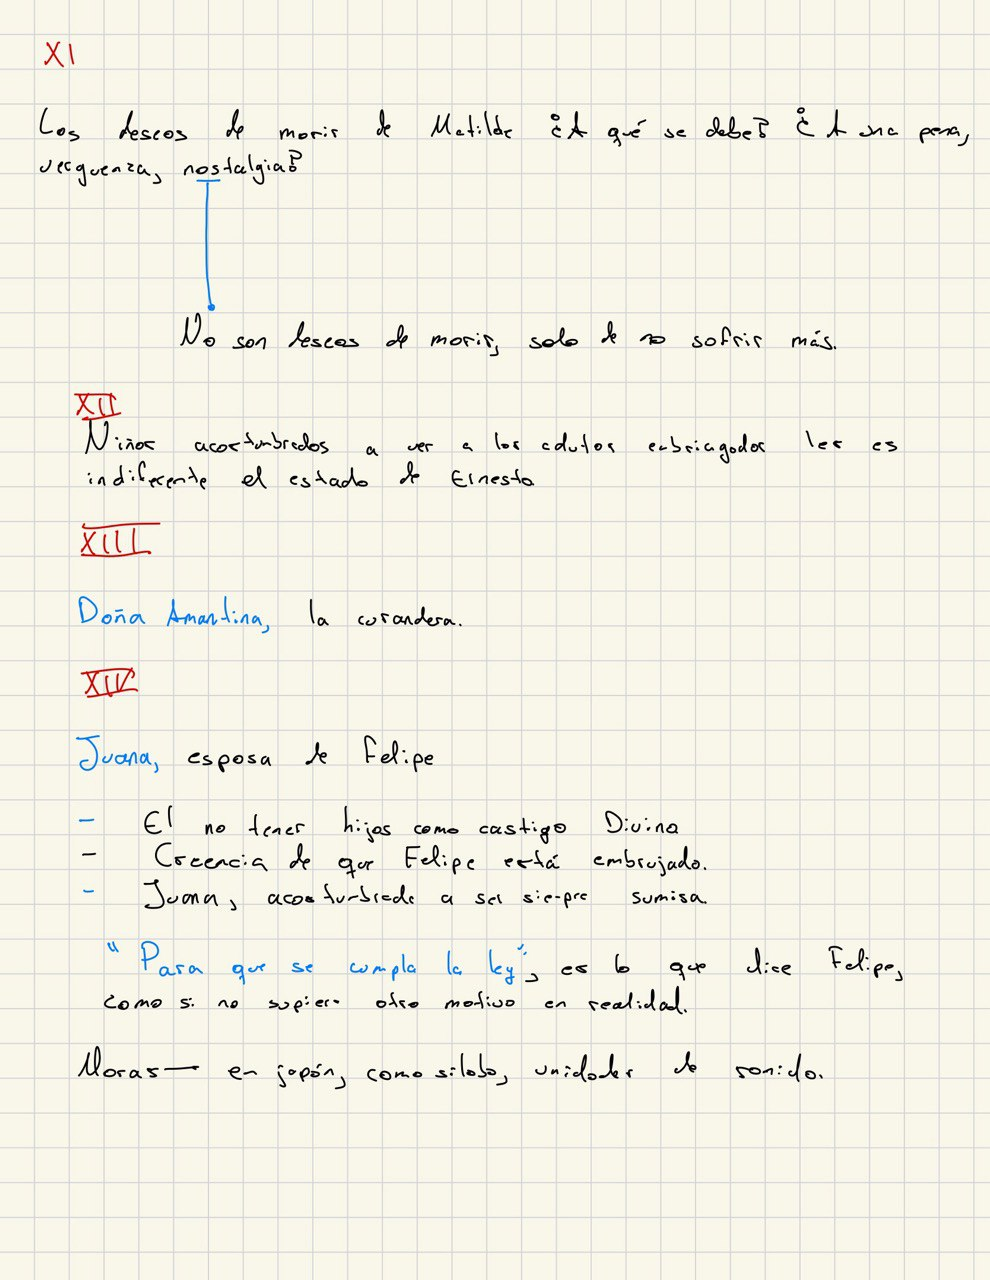 XI
Los deseos de morir de Matilde ¿A qué se debe? ¿A una pena,
verguenza, nostalgia?
No son deseos de morir, solo de no sofrir más.
XII
Niños acostumbrados a ver a los adutos enbriagados les es
indiferente el estado de Ernesto
XIII
Doña Amantina, la curandera.
XIV
Juana, esposa de Felipe
- El no tener hijos como castigo Divino
- Creencia de que Felipe está embrujado.
- Juana, acostumbrada a ser siempre sumisa.
"Para que se cumpla la ley", es lo que dice Felipe,
como si no supiera otro motivo en realidad.
Moras— en japón, como silaba, unidades de sonido.